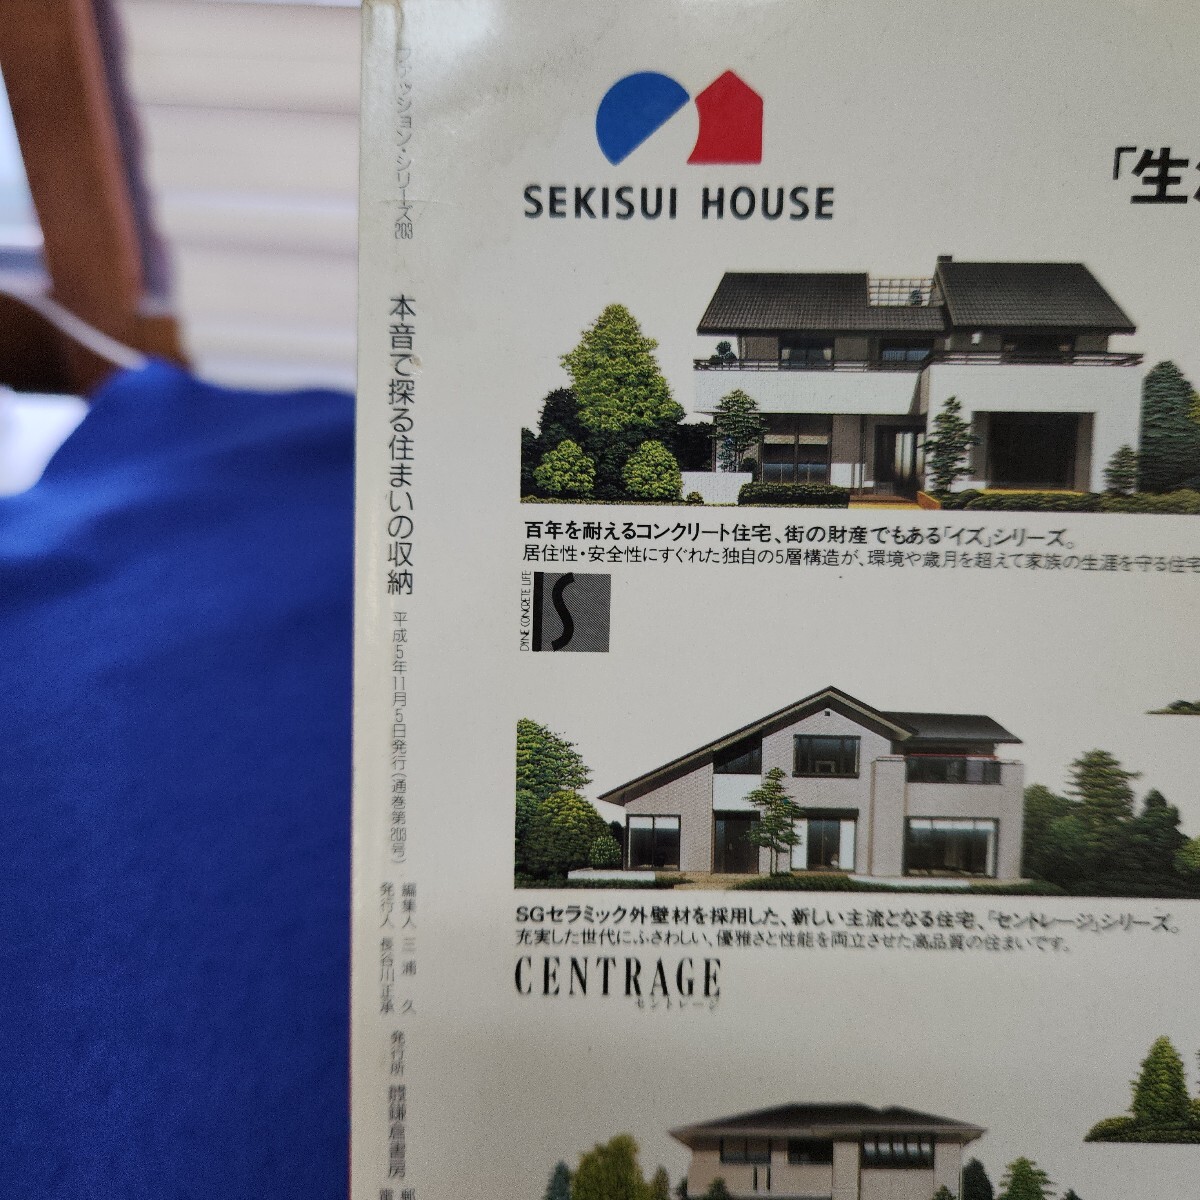 ファッション・シリーズ203
本音で探る住まいの収納
平成5年11月5日発行(通巻第203号)
編集人 三浦 久
発行人 長谷川正承
発行所
鎌倉書房
郵
電
SEKISUI HOUSE
「生
百年を耐えるコンクリート住宅、街の財産でもある「イズ」シリーズ。
居住性・安全性にすぐれた独自の5層構造が、環境や歳月を超えて家族の生涯を守る住宅
DYNE CONCRETE LIFE
IS
SGセラミック外壁材を採用した、新しい主流となる住宅、「セントレージ」シリーズ。
充実した世代にふさわしい、優雅さと性能を両立させた高品質の住まいです。
CENTRAGE
セントレージ